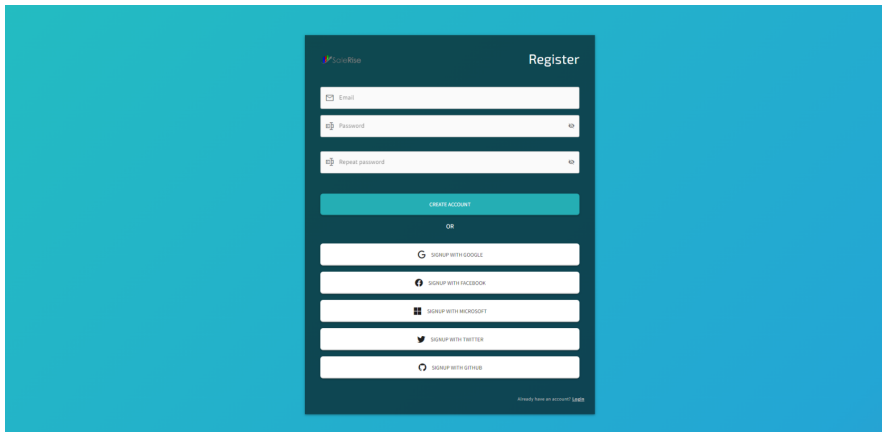 SaleRise
Register
Email
Password
Repeat password
CREATE ACCOUNT
OR
SIGNUP WITH GOOGLE
SIGNUP WITH FACEBOOK
SIGNUP WITH MICROSOFT
SIGNUP WITH TWITTER
SIGNUP WITH GITHUB
Already have an account? Login